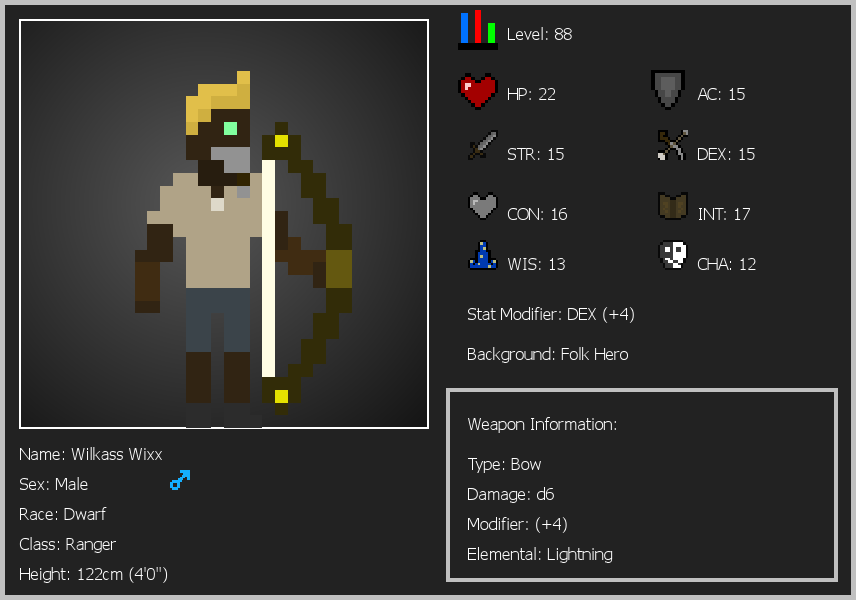 Level: 88
HP: 22
AC: 15
STR: 15
DEX: 15
CON: 16
INT: 17
WIS: 13
CHA: 12
Stat Modifier: DEX (+4)
Background: Folk Hero
Weapon Information:
Type: Bow
Damage: d6
Modifier: (+4)
Elemental: Lightning
Name: Wilkass Wixx
Sex: Male
Race: Dwarf
Class: Ranger
Height: 122cm (4'0")